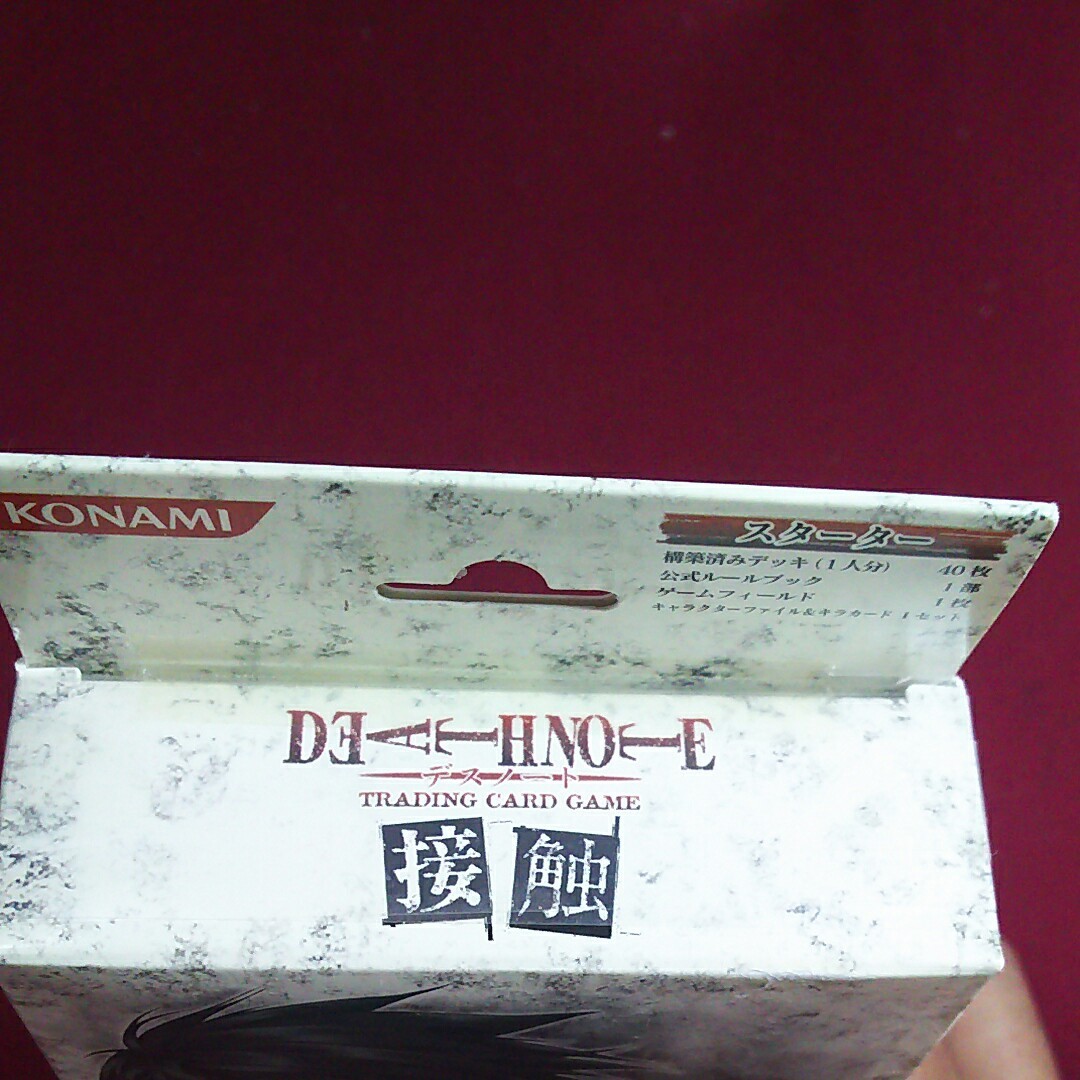 KONAMI
スターター
構築済みデッキ(1人分) 40枚
公式ルールブック 1部
ゲームフィールド 1枚
キャラクターファイル&キラカード 1セット
DEATH NOTE
デスノート
TRADING CARD GAME
接触